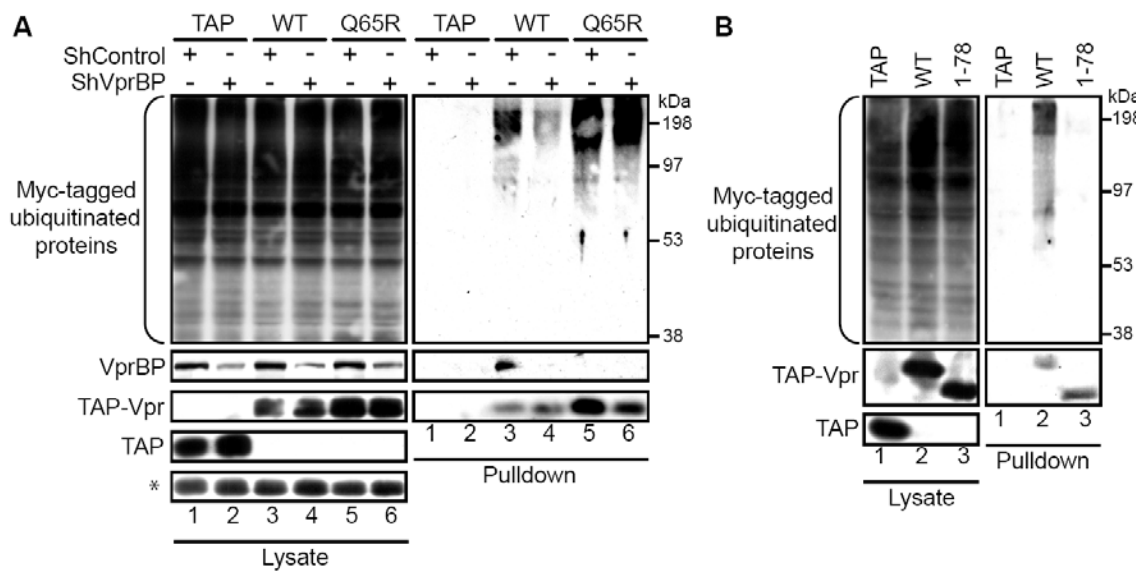 A
TAP WT Q65R TAP WT Q65R
ShControl + - + - + - + - + - + -
ShVprBP - + - + - + - + - + - +
kDa
198
97
53
38
Myc-tagged
ubiquitinated
proteins
VprBP
TAP-Vpr
TAP
*
1 2 3 4 5 6
Lysate
1 2 3 4 5 6
Pulldown
B
TAP WT 1-78 TAP WT 1-78
kDa
198
97
53
38
Myc-tagged
ubiquitinated
proteins
TAP-Vpr
TAP
1 2 3
Lysate
1 2 3
Pulldown